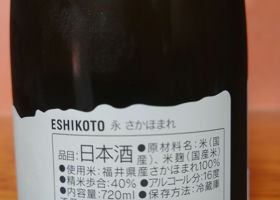 ESHIKOTO 永 さかほまれ
品目:日本酒 ●原材料名:米(国
産)、米麹(国産米)
●使用米:福井県産さかほまれ100%
●精米歩合:40% ●アルコール分:16度
●内容量:720ml ●保存方法:冷蔵庫